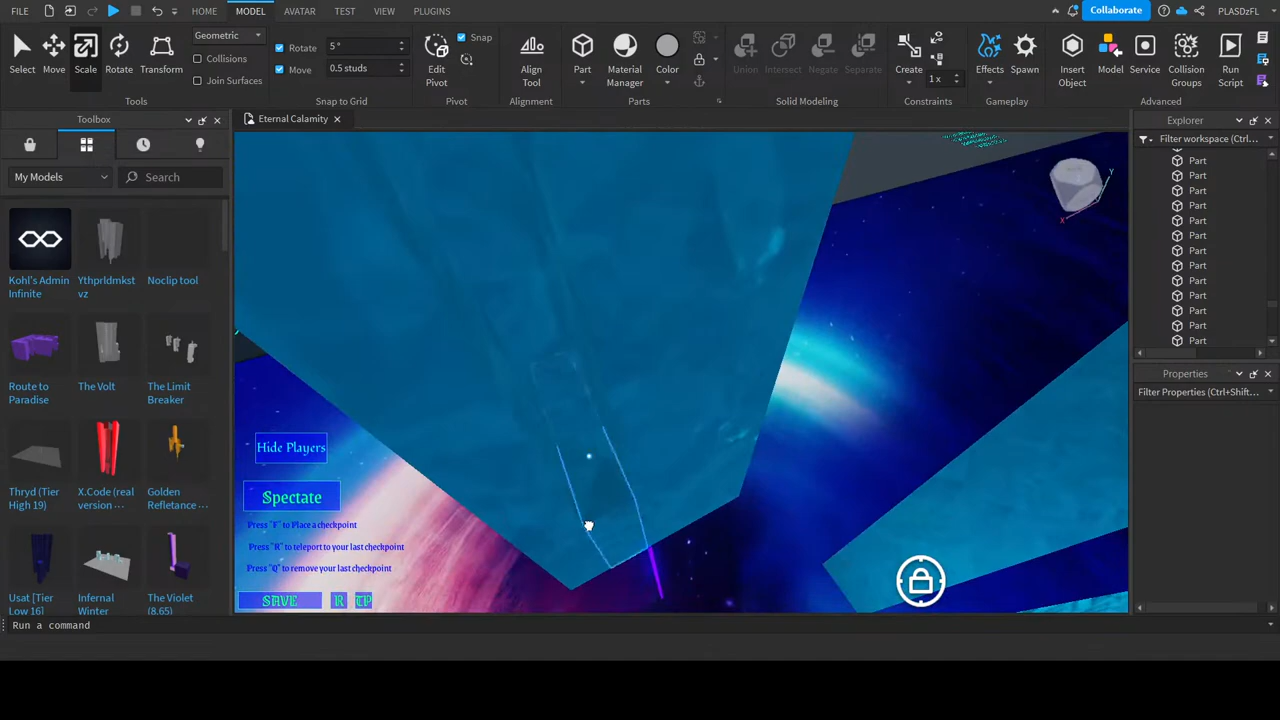 FILE HOME MODEL AVATAR TEST VIEW PLUGINS Collaborate PLASDzFL
Select Move Scale Rotate Transform
Geometric
Collisions
Join Surfaces
Tools
Rotate 5°
Move 0.5 studs
Snap to Grid
Edit
Pivot
Snap
Pivot
Align
Tool
Alignment
Part Material
Manager Color
Parts
Union Intersect Negate Separate
Solid Modeling
Create 1 x
Constraints
Effects Spawn
Gameplay
Insert
Object Model Service Collision
Groups Run
Script
Advanced
Toolbox
My Models
Search
Kohl's Admin
Infinite
Ythprldmkst
vz
Noclip tool
Route to
Paradise
The Volt
The Limit
Breaker
Thryd (Tier
High 19)
X.Code (real
version ···
Golden
Refletance ···
Usat [Tier
Low 16]
Infernal
Winter
The Violet
(8.65)
Eternal Calamity
Hide Players
Spectate
Press "F" to Place a checkpoint
Press "R" to teleport to your last checkpoint
Press "Q" to remove your last checkpoint
SAVE R TP
Y
X
Explorer
Filter workspace (Ctrl+...
Part
Part
Part
Part
Part
Part
Part
Part
Part
Part
Part
Part
Part
Properties
Filter Properties (Ctrl+Shift...
Run a command